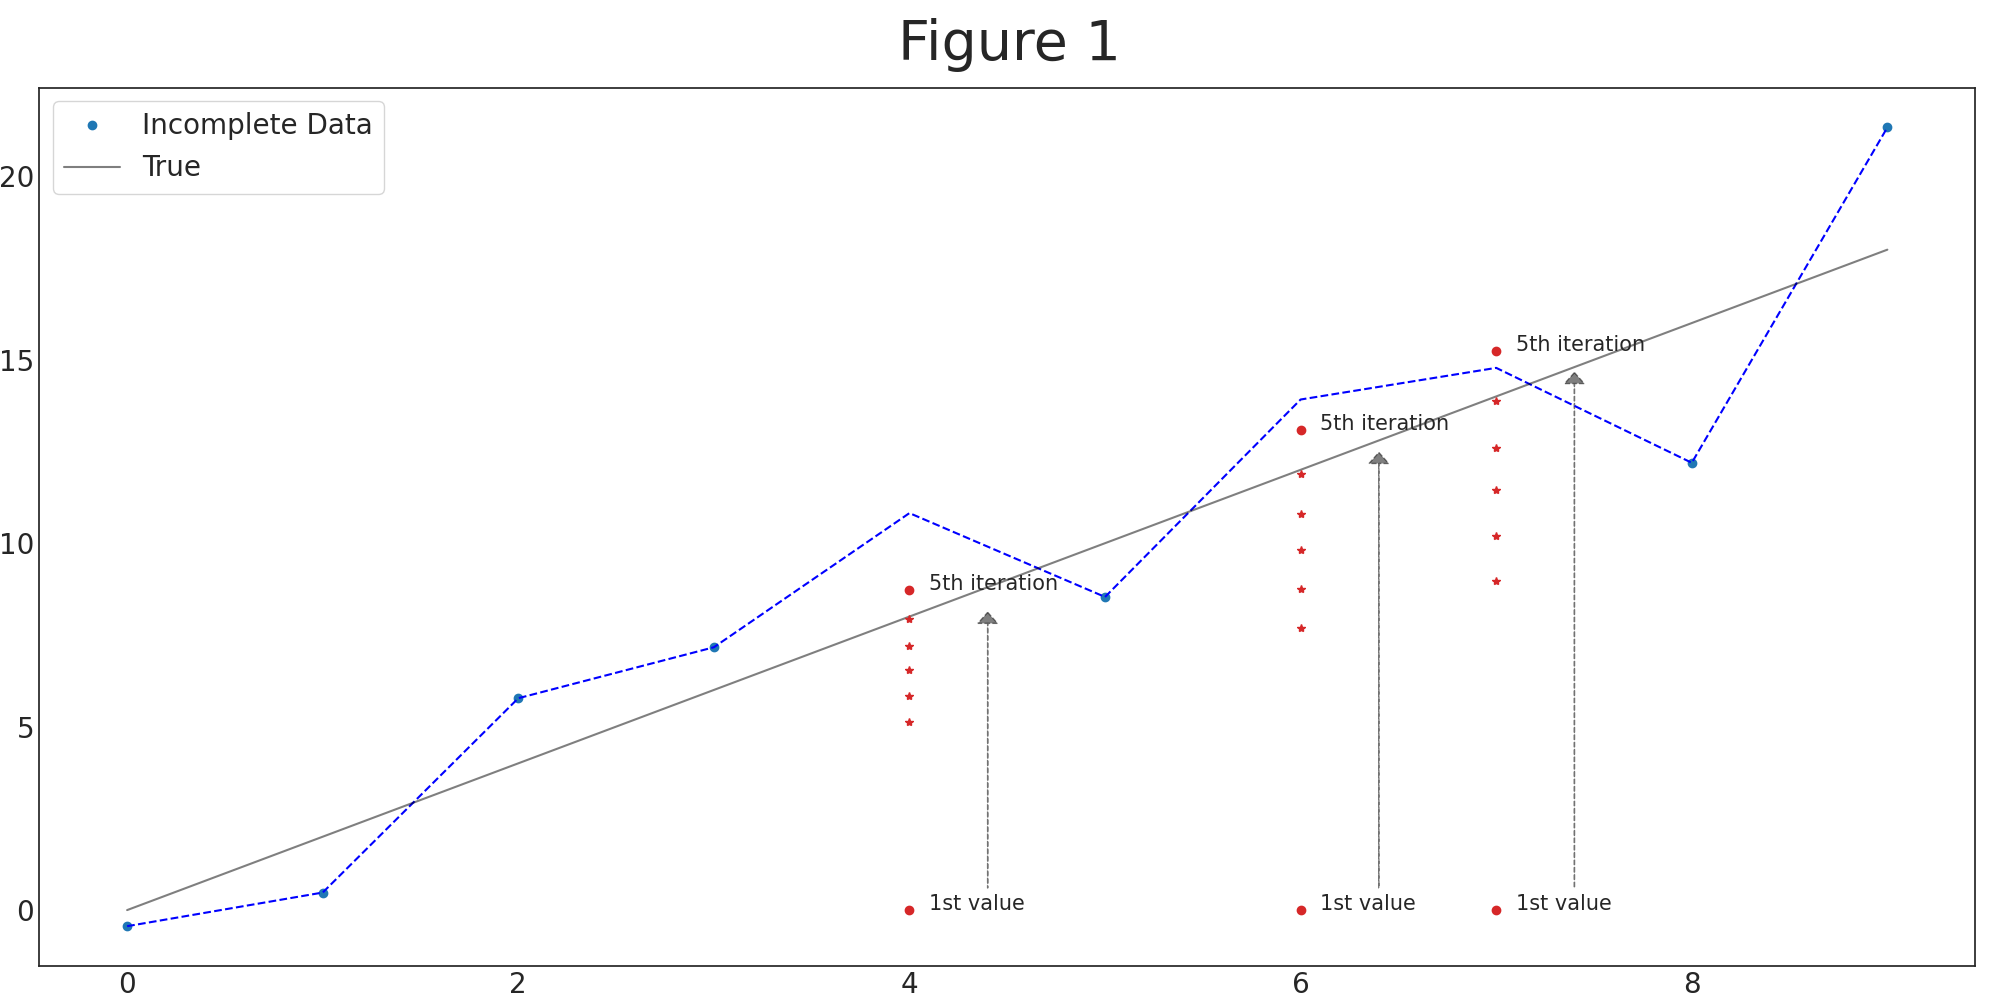 Figure 1
Incomplete Data
True
20
15
10
5
0
5th iteration
5th iteration
5th iteration
1st value
1st value
1st value
0
2
4
6
8